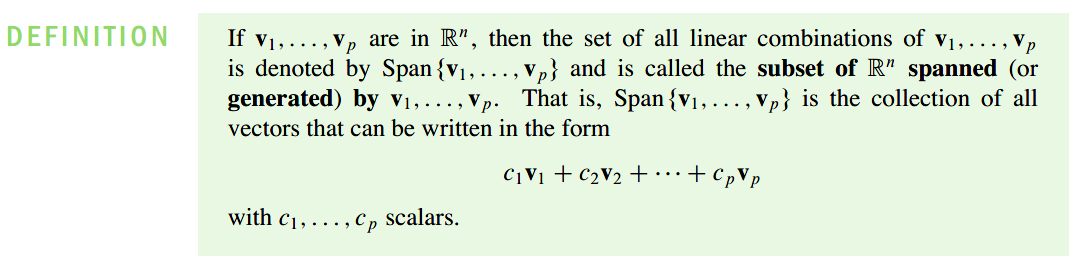 DEFINITION
If v₁, . . . , vₚ are in ℝⁿ, then the set of all linear combinations of v₁, . . . , vₚ
is denoted by Span {v₁, . . . , vₚ} and is called the subset of ℝⁿ spanned (or
generated) by v₁, . . . , vₚ. That is, Span {v₁, . . . , vₚ} is the collection of all
vectors that can be written in the form
c₁v₁ + c₂v₂ + ··· + cₚvₚ
with c₁, . . . , cₚ scalars.